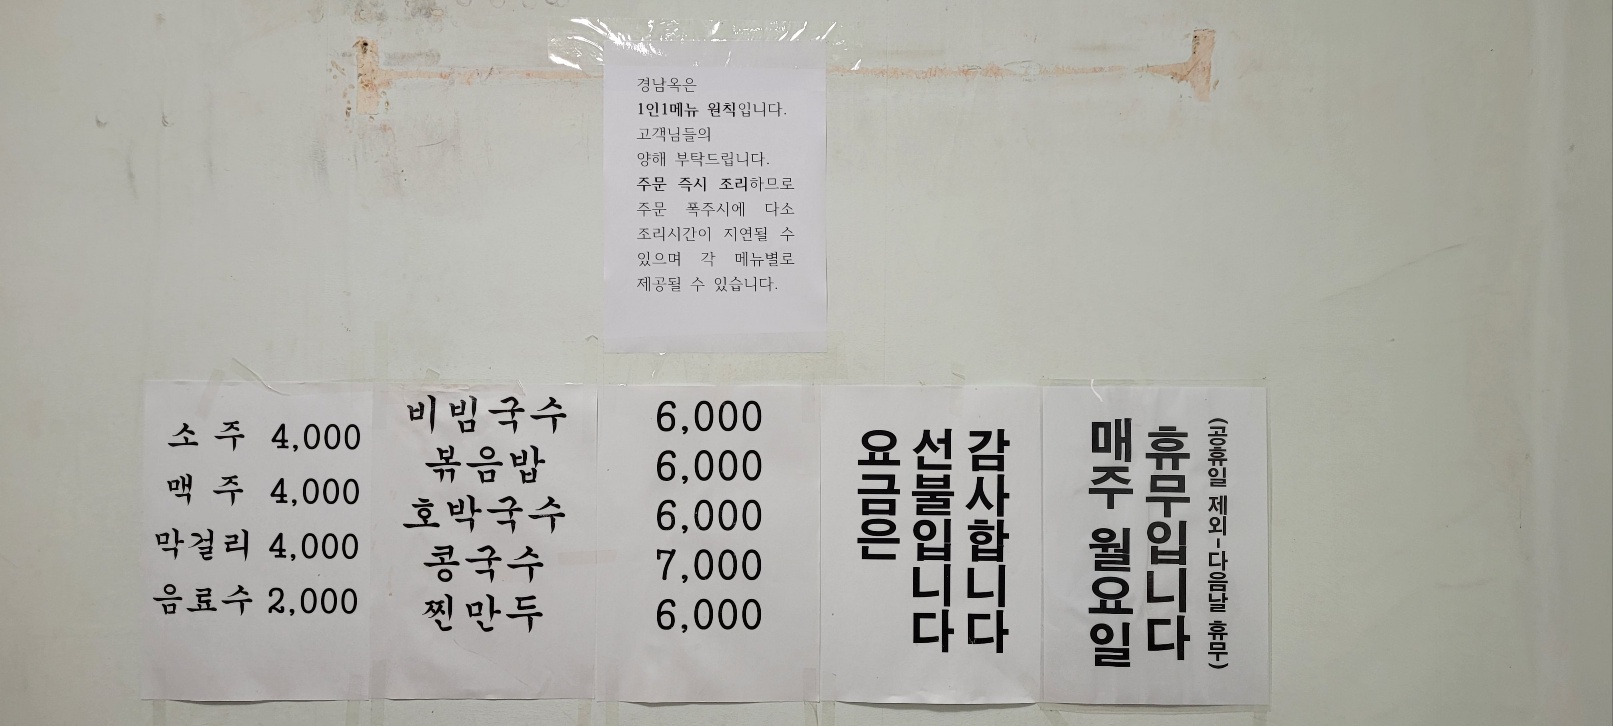 경남옥은
1인1메뉴 원칙입니다.
고객님들의
양해 부탁드립니다.
주문 즉시 조리하므로
주문 폭주시에 다소
조리시간이 지연될 수
있으며 각 메뉴별로
제공될 수 있습니다.
소주 4,000
맥주 4,000
막걸리 4,000
음료수 2,000
비빔국수 6,000
볶음밥 6,000
호박국수 6,000
콩국수 7,000
찐만두 6,000
요금은
선불입니다
감사합니다
매주 월요일
휴무입니다
(공휴일 제외-다음날 휴무)